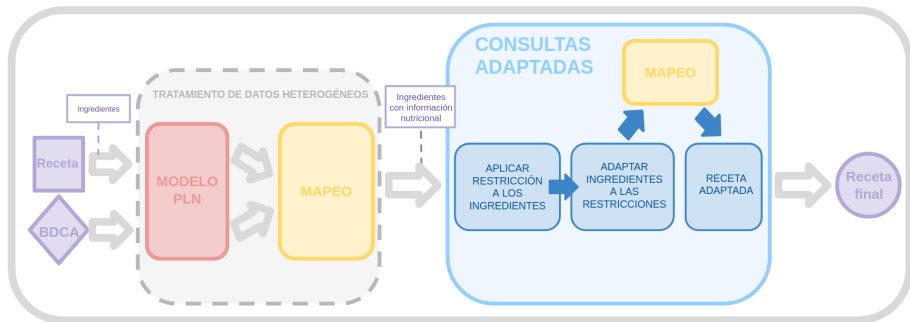 CONSULTAS
ADAPTADAS
MAPEO
TRATAMIENTO DE DATOS HETEROGÉNEOS
Ingredientes
Ingredientes
con información
nutricional
Receta
BDCA
MODELO
PLN
MAPEO
APLICAR
RESTRICCIÓN
A LOS
INGREDIENTES
ADAPTAR
INGREDIENTES
A LAS
RESTRICCIONES
RECETA
ADAPTADA
Receta
final